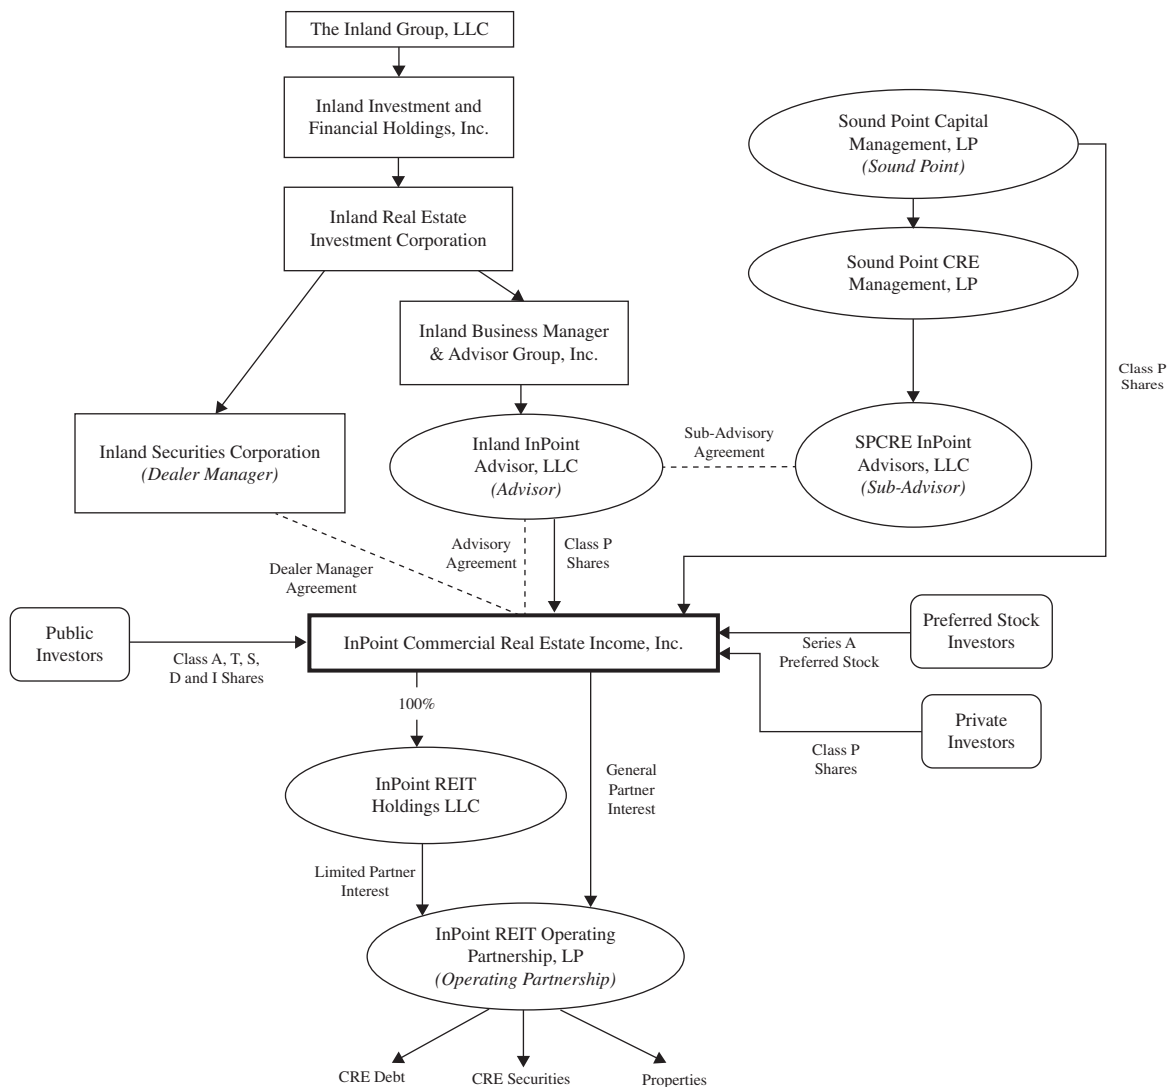 The Inland Group, LLC
Inland Investment and
Financial Holdings, Inc.
Sound Point Capital
Management, LP
(Sound Point)
Inland Real Estate
Investment Corporation
Sound Point CRE
Management, LP
Inland Business Manager
& Advisor Group, Inc.
Class P
Shares
Inland Securities Corporation
(Dealer Manager)
Inland InPoint
Advisor, LLC
(Advisor)
Sub-Advisory
Agreement
SPCRE InPoint
Advisors, LLC
(Sub-Advisor)
Dealer Manager
Agreement
Advisory
Agreement
Class P
Shares
Public
Investors
Class A, T, S,
D and I Shares
InPoint Commercial Real Estate Income, Inc.
Series A
Preferred Stock
Preferred Stock
Investors
Private
Investors
Class P
Shares
100%
InPoint REIT
Holdings LLC
General
Partner
Interest
Limited Partner
Interest
InPoint REIT Operating
Partnership, LP
(Operating Partnership)
CRE Debt
CRE Securities
Properties